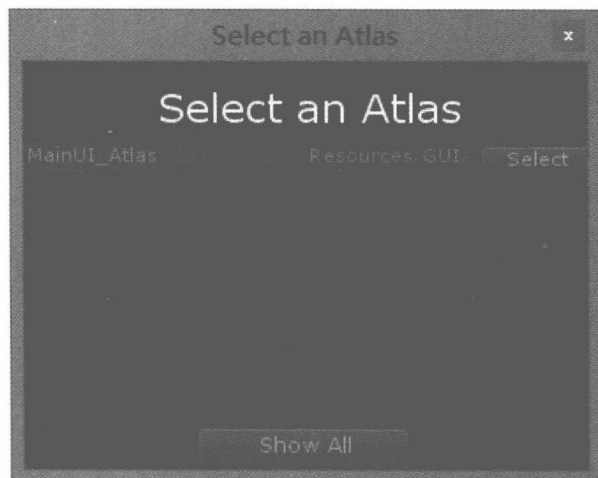 Select an Atlas x
Select an Atlas
MainUI_Atlas Resources/GUI/ Select
Show All